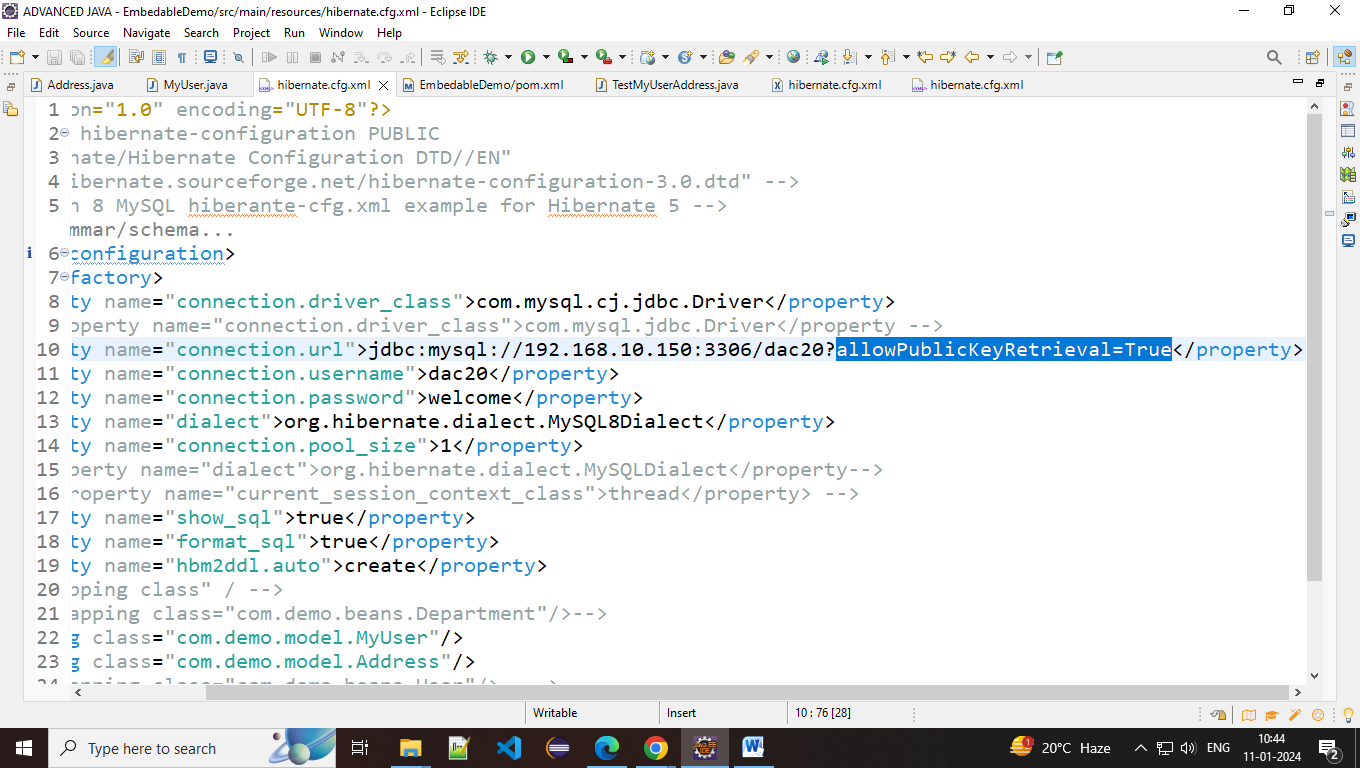 ADVANCED JAVA - EmbedableDemo/src/main/resources/hibernate.cfg.xml - Eclipse IDE
File Edit Source Navigate Search Project Run Window Help
Address.java MyUser.java hibernate.cfg.xml EmbedableDemo/pom.xml TestMyUserAddress.java hibernate.cfg.xml hibernate.cfg.xml
1 on="1.0" encoding="UTF-8"?>
2 hibernate-configuration PUBLIC
3 nate/Hibernate Configuration DTD//EN"
4 ibernate.sourceforge.net/hibernate-configuration-3.0.dtd" -->
5 n 8 MySQL hiberante-cfg.xml example for Hibernate 5 -->
mmar/schema...
6 configuration>
7 factory>
8 ty name="connection.driver_class">com.mysql.cj.jdbc.Driver</property>
9 operty name="connection.driver_class">com.mysql.jdbc.Driver</property -->
10 ty name="connection.url">jdbc:mysql://192.168.10.150:3306/dac20?allowPublicKeyRetrieval=True</property>
11 ty name="connection.username">dac20</property>
12 ty name="connection.password">welcome</property>
13 ty name="dialect">org.hibernate.dialect.MySQL8Dialect</property>
14 ty name="connection.pool_size">1</property>
15 perty name="dialect">org.hibernate.dialect.MySQLDialect</property-->
16 roperty name="current_session_context_class">thread</property> -->
17 ty name="show_sql">true</property>
18 ty name="format_sql">true</property>
19 ty name="hbm2ddl.auto">create</property>
20 pping class" / -->
21 apping class="com.demo.beans.Department"/>-->
22 g class="com.demo.model.MyUser"/>
23 g class="com.demo.model.Address"/>
Writable Insert 10 : 76 [28]
Type here to search
1 20°C Haze ENG 10:44
11-01-2024 2